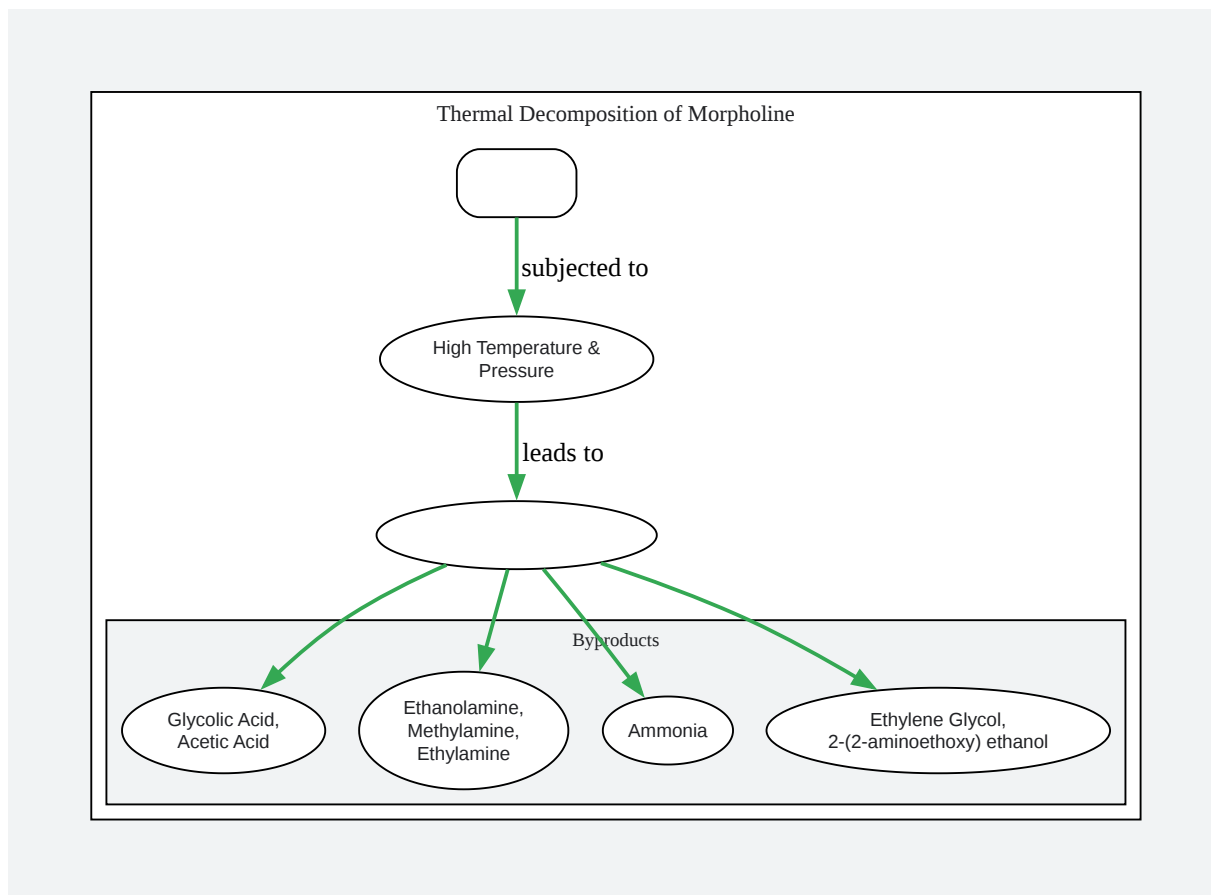 Thermal Decomposition of Morpholine
subjected to
High Temperature &
Pressure
leads to
Byproducts
Glycolic Acid,
Acetic Acid
Ethanolamine,
Methylamine,
Ethylamine
Ammonia
Ethylene Glycol,
2-(2-aminoethoxy) ethanol